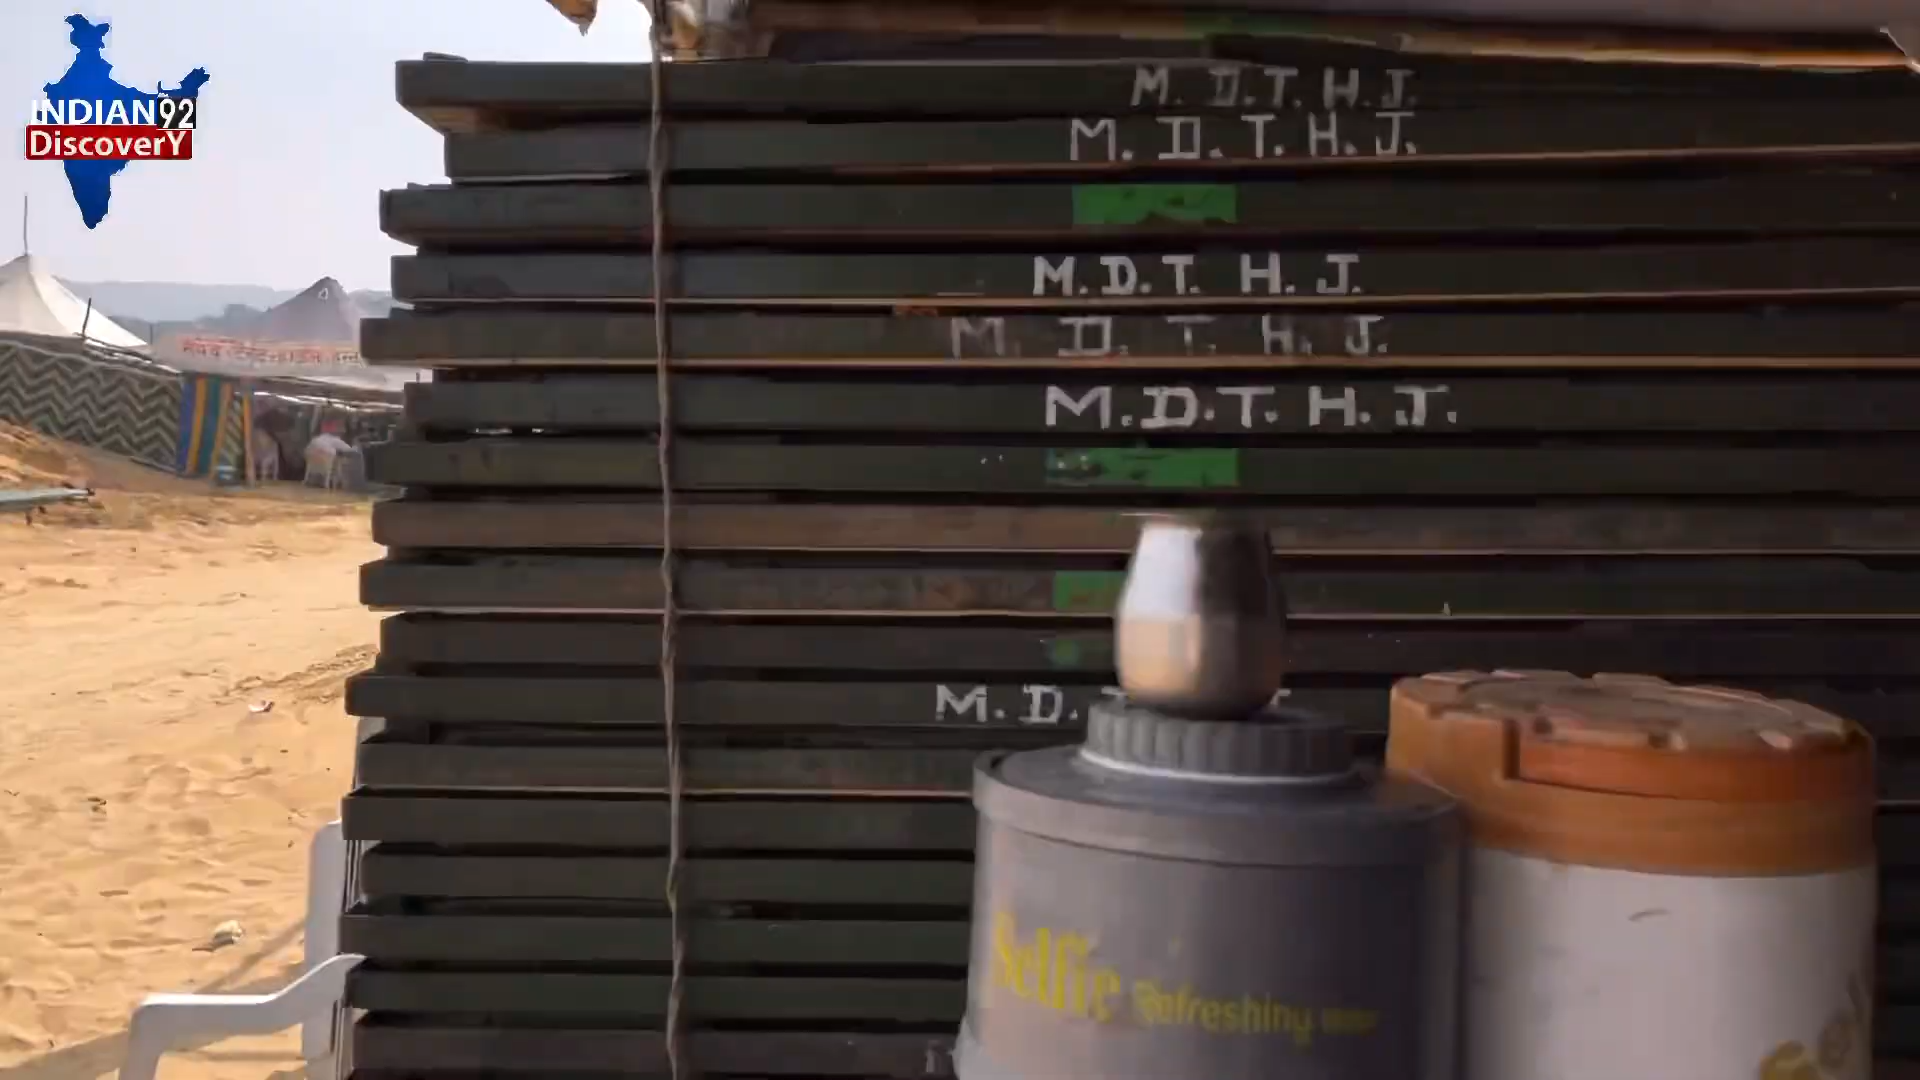 INDIAN92
DiscoverY
M. D. T. H. J.
M. D. T. H. J.
M.D.T. H. J.
M. D. T. H. J.
M.D.T. H. J.
M. D.
Selfie Refreshing